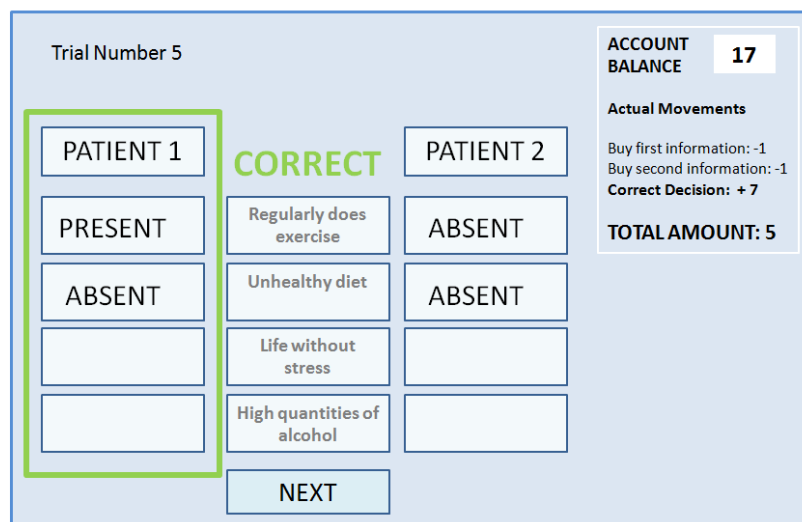 Trial Number 5
ACCOUNT
BALANCE
17
Actual Movements
Buy first information: -1
Buy second information: -1
Correct Decision: + 7
TOTAL AMOUNT: 5
PATIENT 1
CORRECT
PATIENT 2
PRESENT
Regularly does
exercise
ABSENT
ABSENT
Unhealthy diet
ABSENT
Life without
stress
High quantities of
alcohol
NEXT